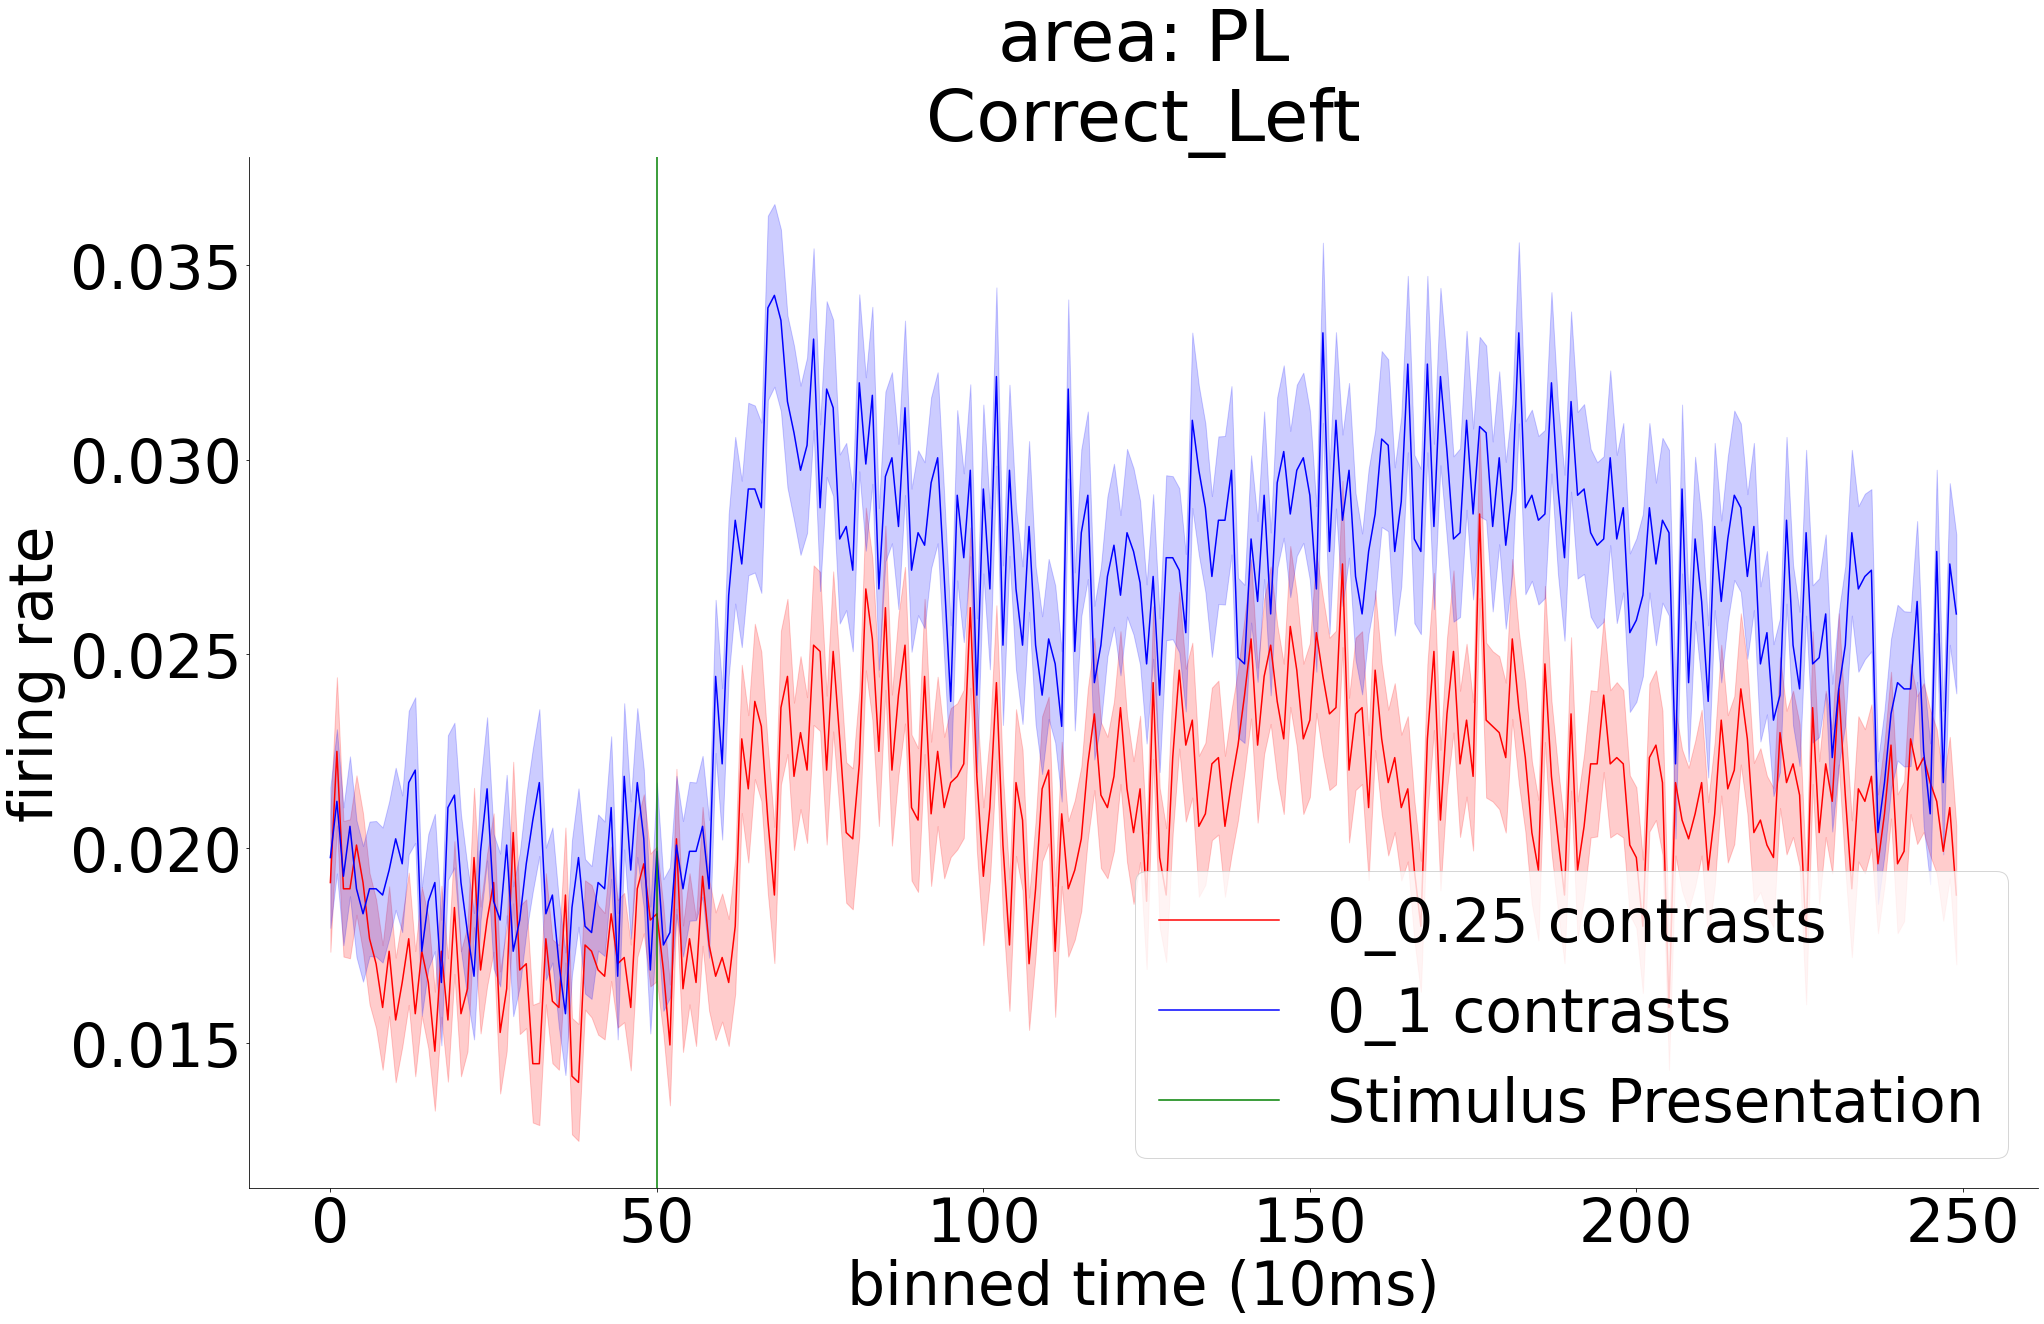 area: PL
Correct_Left
firing rate
0.035
0.030
0.025
0.020
0.015
0_0.25 contrasts
0_1 contrasts
Stimulus Presentation
0 50 100 150 200 250
binned time (10ms)